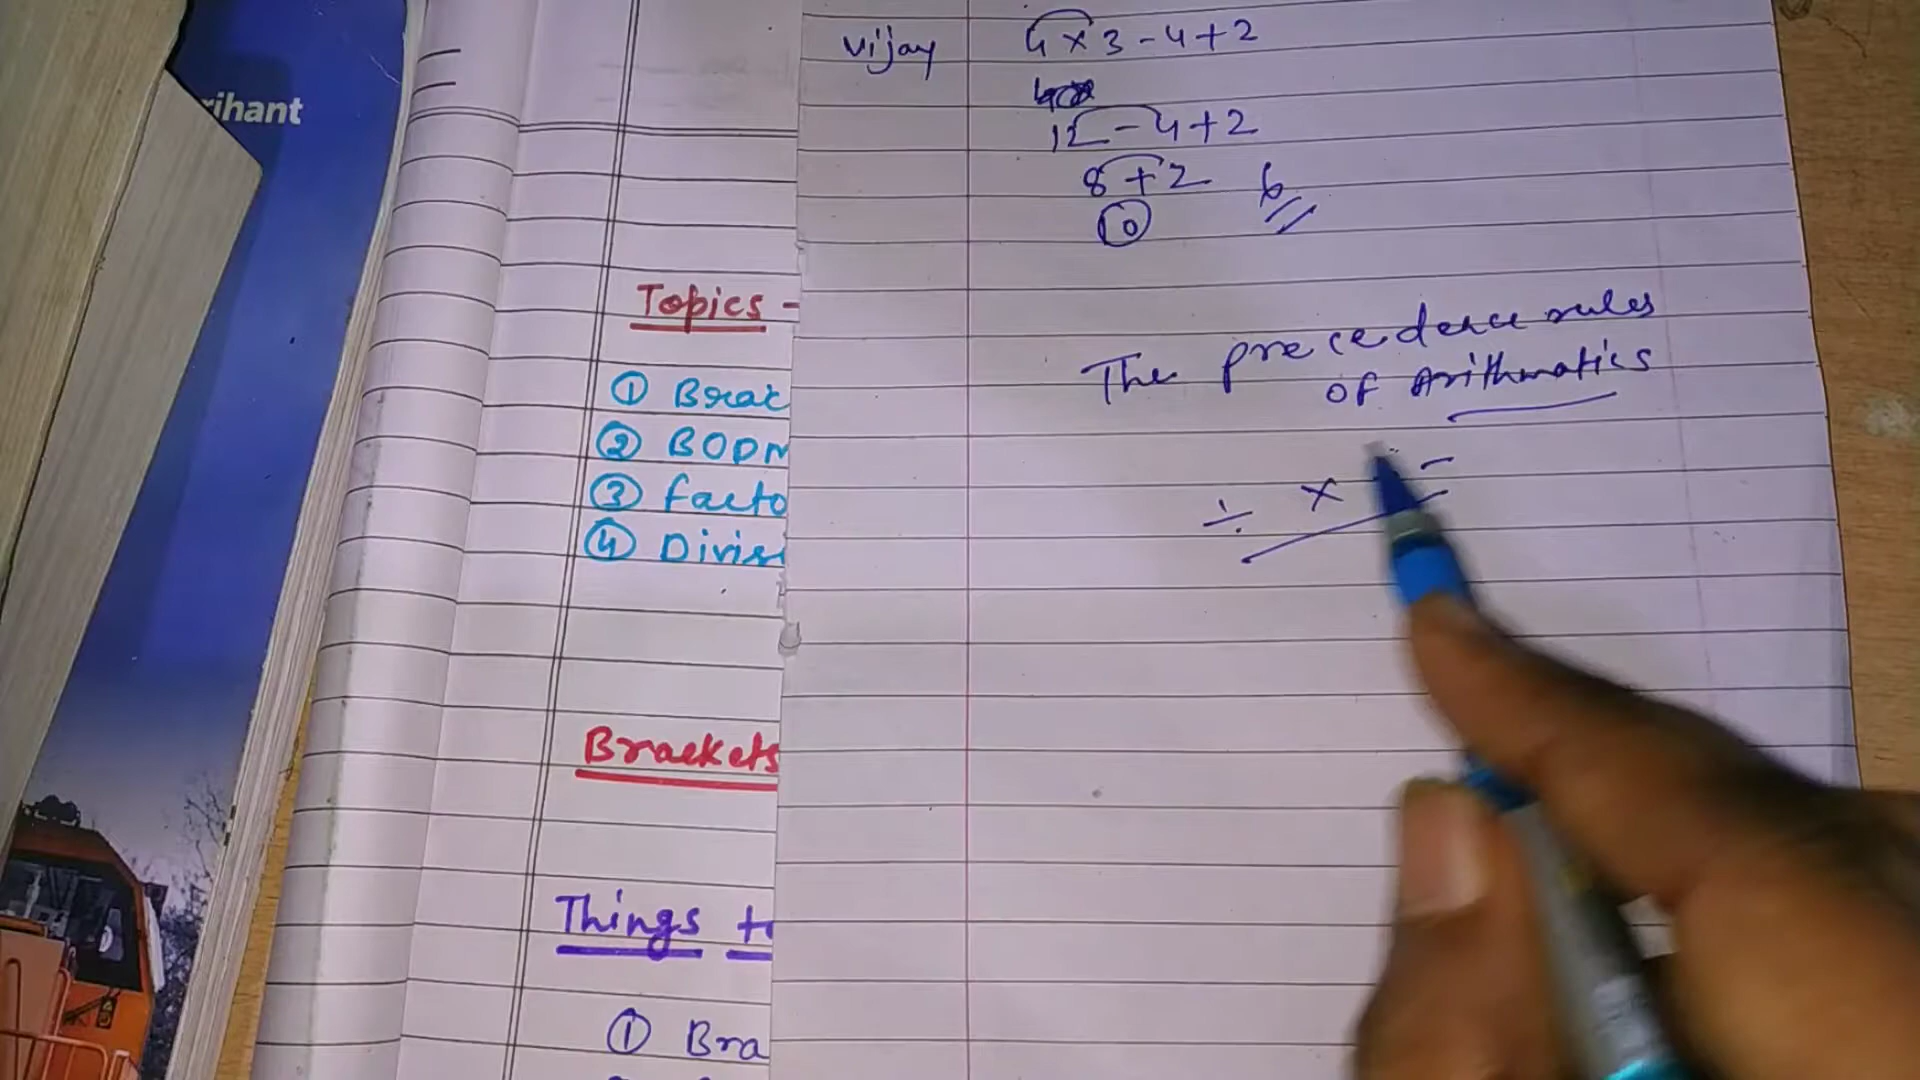 rihant
Topics -
① Brac
② BODM
③ facto
④ Divisi
Brackets
Things to
① Bra
Vijay 4 × 3 - 4 + 2
12 - 4 + 2
8 + 2 6
10
The precedence rules
of Arithmatics
÷ × -